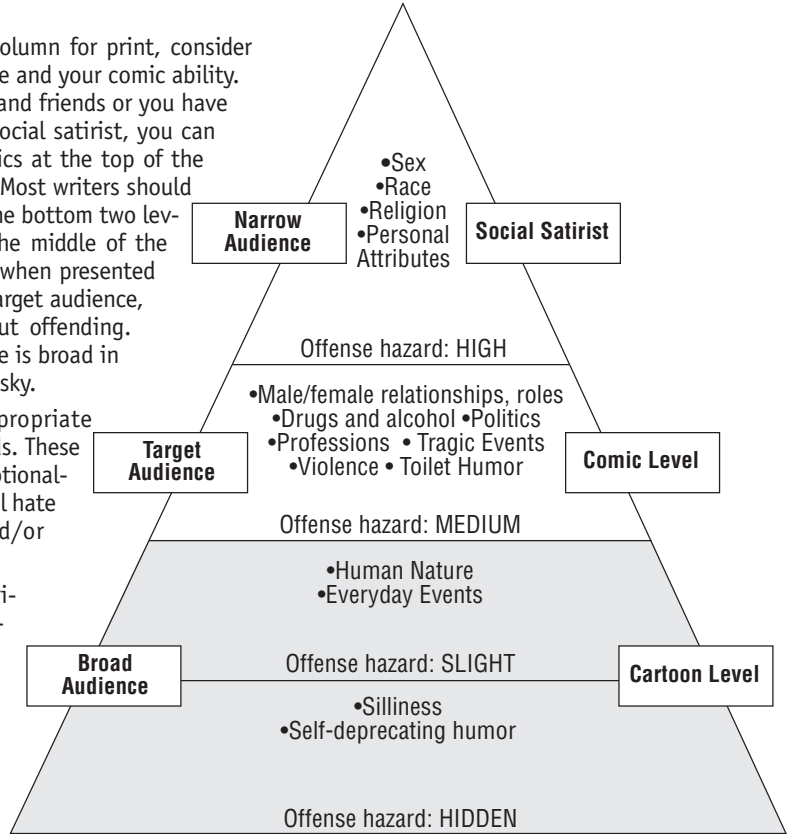 olumn for print, consider
e and your comic ability.
and friends or you have
ocial satirist, you can
ics at the top of the
Most writers should
ne bottom two lev-
he middle of the
when presented
arget audience,
ut offending.
e is broad in
sky.
propriate
ds. These
otional-
l hate
d/or
ri-
-
•Sex
•Race
•Religion
•Personal
Attributes
Narrow
Audience
Social Satirist
Offense hazard: HIGH
•Male/female relationships, roles
•Drugs and alcohol •Politics
•Professions • Tragic Events
•Violence • Toilet Humor
Target
Audience
Comic Level
Offense hazard: MEDIUM
•Human Nature
•Everyday Events
Broad
Audience
Offense hazard: SLIGHT
Cartoon Level
•Silliness
•Self-deprecating humor
Offense hazard: HIDDEN